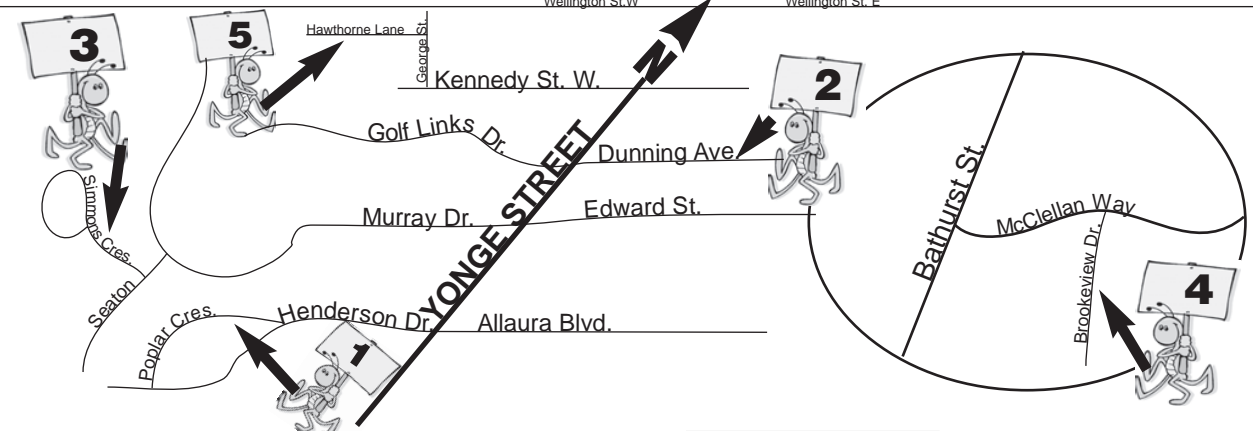 Wellington St.W
Wellington St. E
3
5
Hawthorne Lane
George St.
N
Kennedy St. W.
2
Golf Links Dr.
Dunning Ave
Bathurst St.
Simmons Cres.
Murray Dr.
YONGE STREET
Edward St.
McClellan Way
Brookeview Dr.
4
Seaton
Poplar Cres.
Henderson Dr.
Allaura Blvd.
1